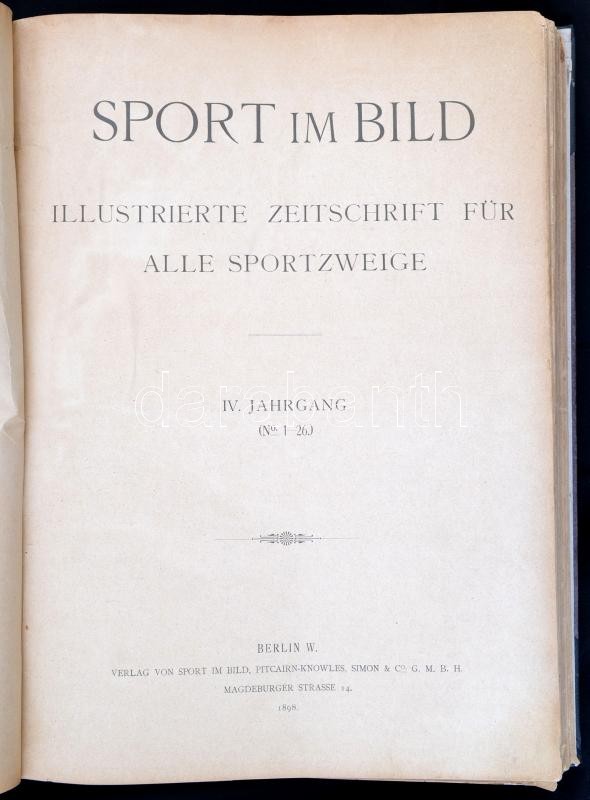 SPORT IM BILD
ILLUSTRIERTE ZEITSCHRIFT FÜR
ALLE SPORTZWEIGE
IV. JAHRGANG
(No. 1–26.)
BERLIN W.
VERLAG VON SPORT IM BILD, PITCAIRN-KNOWLES, SIMON & Co. G. M. B. H.
MAGDEBURGER STRASSE 14.
1898.
darabanth